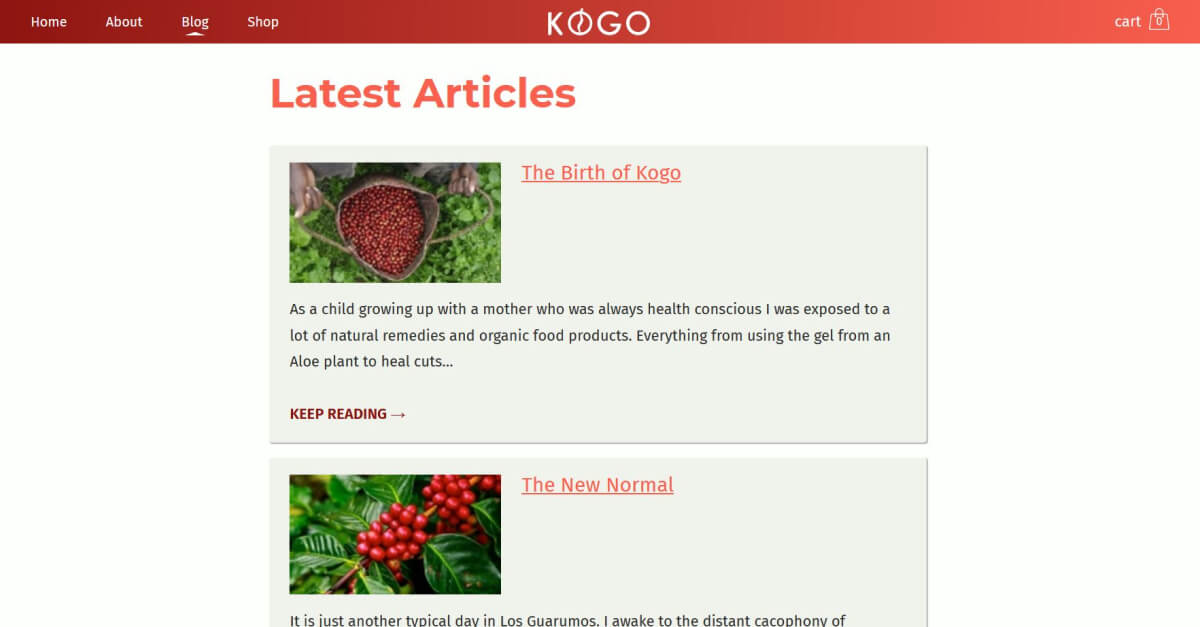 Home About Blog Shop KOGO cart 0
Latest Articles
The Birth of Kogo
As a child growing up with a mother who was always health conscious I was exposed to a
lot of natural remedies and organic food products. Everything from using the gel from an
Aloe plant to heal cuts...
KEEP READING →
The New Normal
It is just another typical day in Los Guarumos. I awake to the distant cacophony of